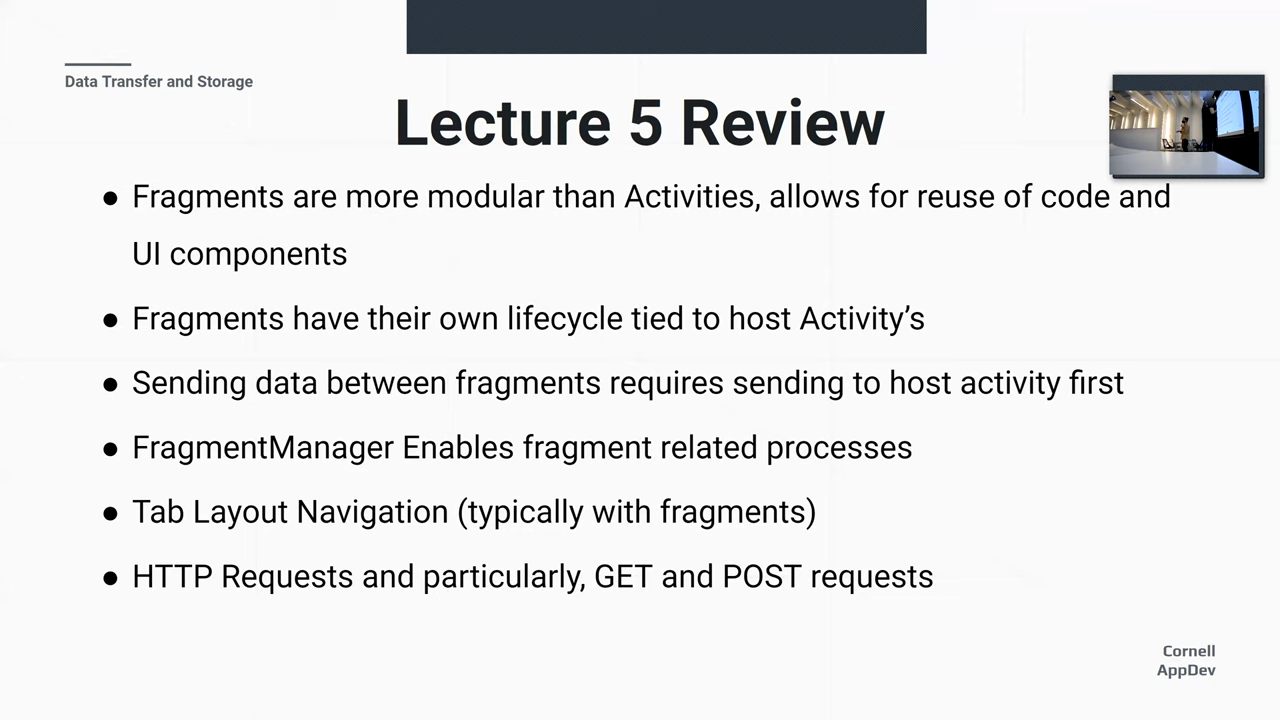 Data Transfer and Storage
Lecture 5 Review
● Fragments are more modular than Activities, allows for reuse of code and
UI components
● Fragments have their own lifecycle tied to host Activity’s
● Sending data between fragments requires sending to host activity first
● FragmentManager Enables fragment related processes
● Tab Layout Navigation (typically with fragments)
● HTTP Requests and particularly, GET and POST requests
Cornell
AppDev